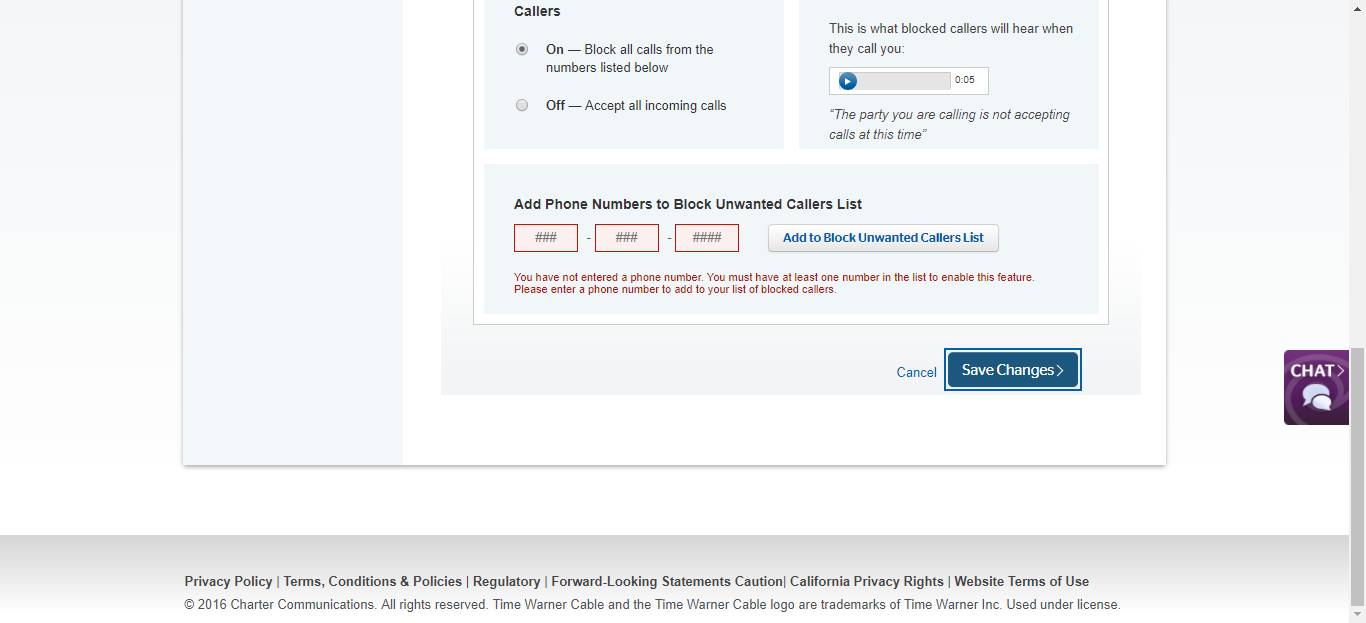 Callers
On — Block all calls from the
numbers listed below
Off — Accept all incoming calls
This is what blocked callers will hear when
they call you:
0:05
“The party you are calling is not accepting
calls at this time”
Add Phone Numbers to Block Unwanted Callers List
### - ### - #### Add to Block Unwanted Callers List
You have not entered a phone number. You must have at least one number in the list to enable this feature.
Please enter a phone number to add to your list of blocked callers.
Cancel Save Changes
CHAT
Privacy Policy | Terms, Conditions & Policies | Regulatory | Forward-Looking Statements Caution| California Privacy Rights | Website Terms of Use
© 2016 Charter Communications. All rights reserved. Time Warner Cable and the Time Warner Cable logo are trademarks of Time Warner Inc. Used under license.